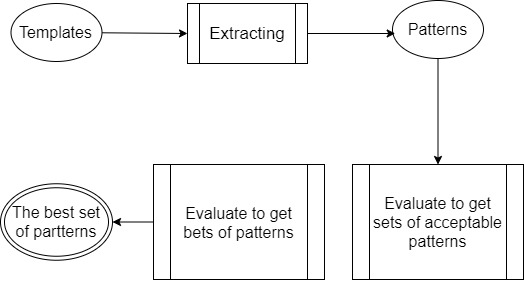 Templates
Extracting
Patterns
Evaluate to get
sets of acceptable
patterns
Evaluate to get
bets of patterns
The best set
of partterns